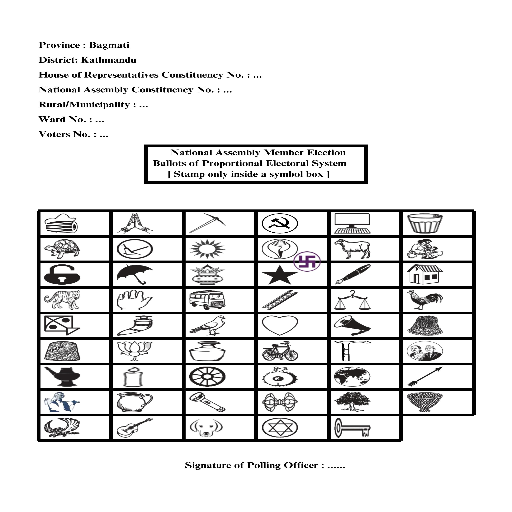 Province : Bagmati
District: Kathmandu
House of Representatives Constituency No. : ...
National Assembly Constituency No. : ...
Rural/Municipality : ...
Ward No. : ...
Voters No. : ...
National Assembly Member Election
Ballots of Proportional Electoral System
[ Stamp only inside a symbol box ]
Signature of Polling Officer : ......